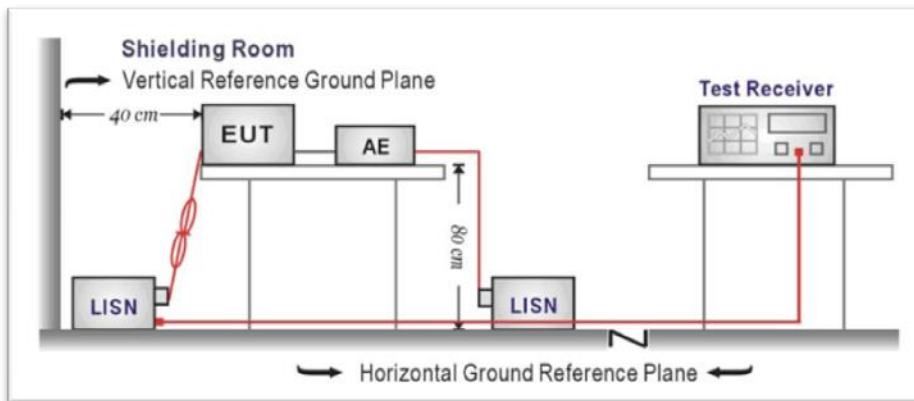 Shielding Room
Vertical Reference Ground Plane
Test Receiver
40 cm
EUT
AE
80 cm
LISN
LISN
Horizontal Ground Reference Plane